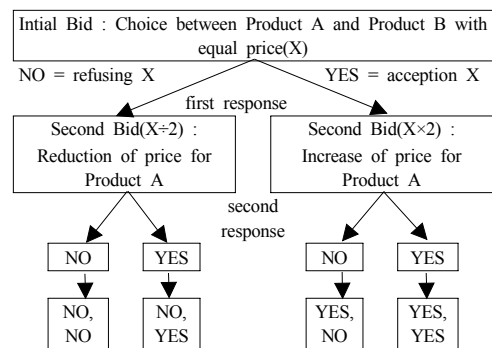 Intial Bid : Choice between Product A and Product B with
equal price(X)
NO = refusing X
YES = acception X
first response
Second Bid(X÷2) :
Reduction of price for
Product A
Second Bid(X×2) :
Increase of price for
Product A
second
response
NO
YES
NO
YES
NO,
NO
NO,
YES
YES,
NO
YES,
YES